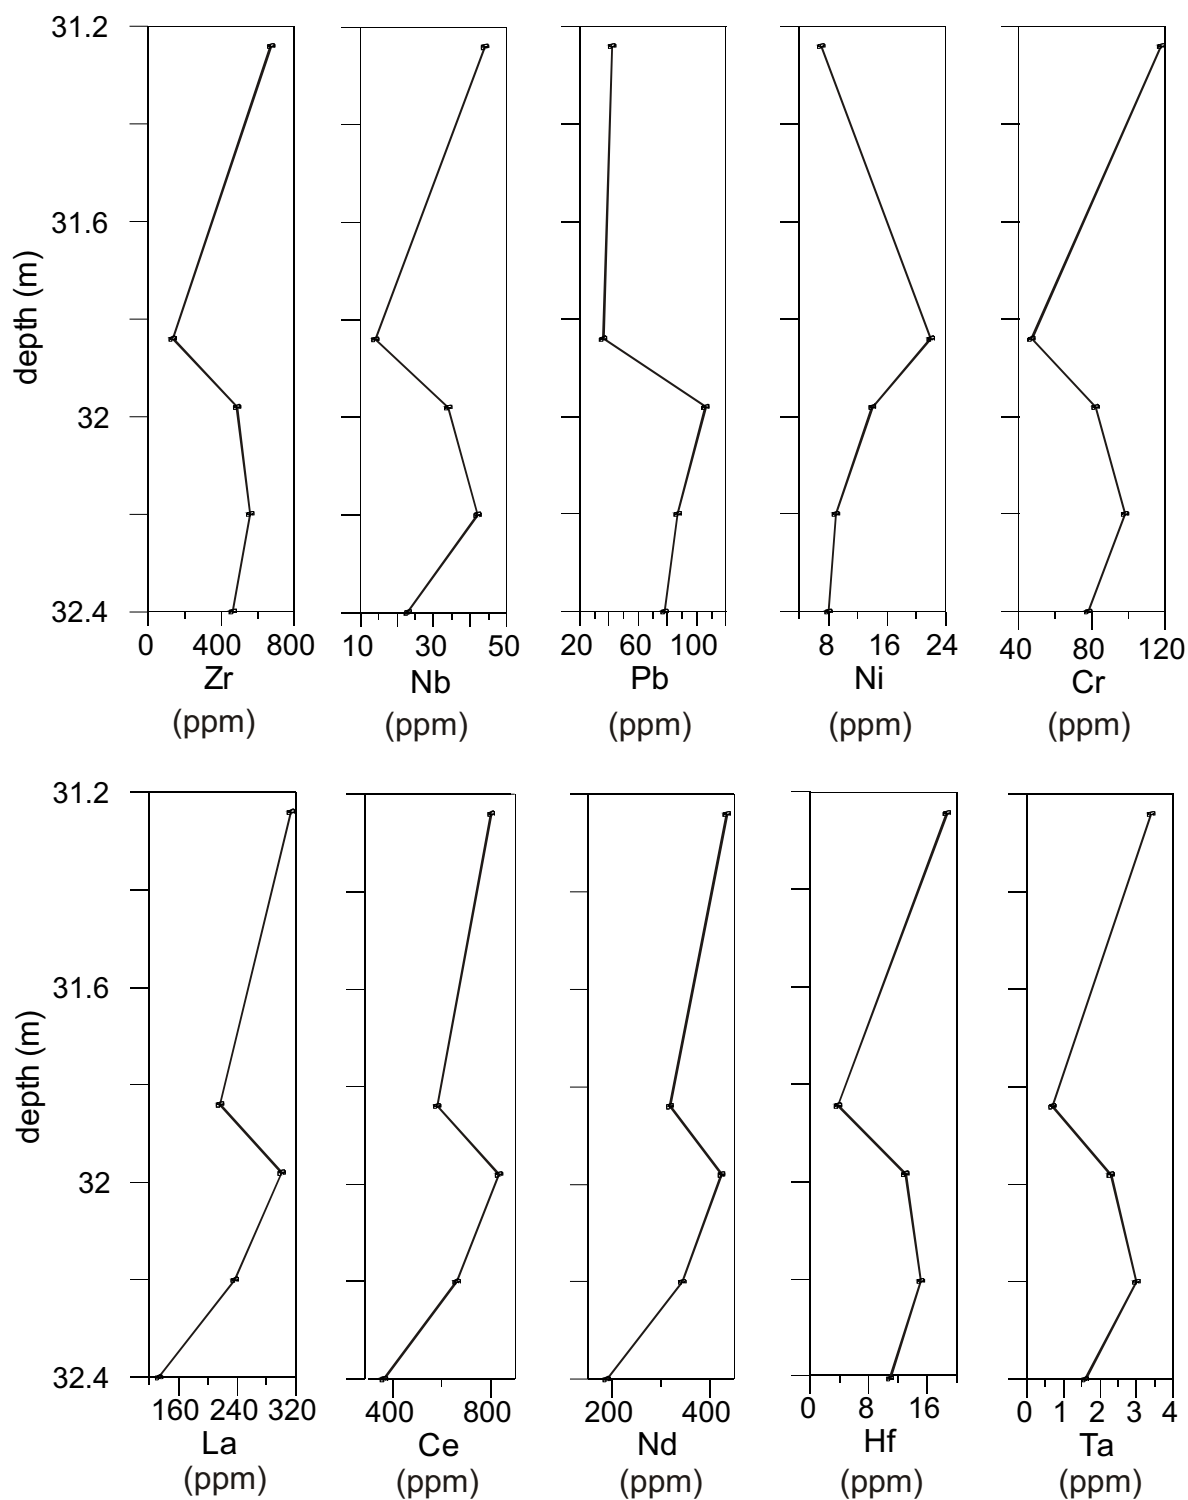 31.2
31.6
depth (m)
32
32.4
0 400 800 10 30 50 20 60 100 8 16 24 40 80 120
Zr Nb Pb Ni Cr
(ppm) (ppm) (ppm) (ppm) (ppm)
31.2
31.6
depth (m)
32
32.4
160 240 320 400 800 200 400 0 8 16 0 1 2 3 4
La Ce Nd Hf Ta
(ppm) (ppm) (ppm) (ppm) (ppm)